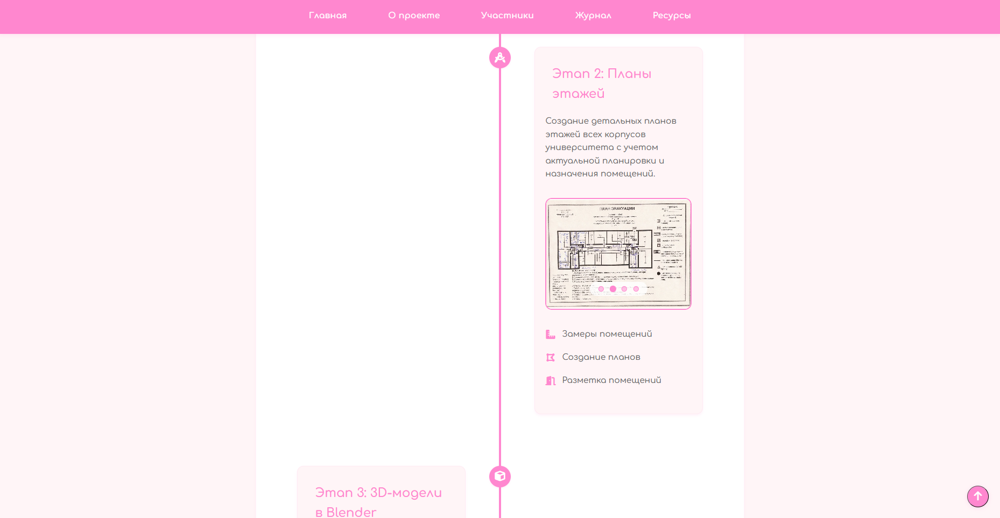 Главная
О проекте
Участники
Журнал
Ресурсы
Этап 2: Планы
этажей
Создание детальных планов
этажей всех корпусов
университета с учетом
актуальной планировки и
назначения помещений.
ПЛАН ЭВАКУАЦИИ
Замеры помещений
Создание планов
Разметка помещений
Этап 3: 3D-модели
в Blender